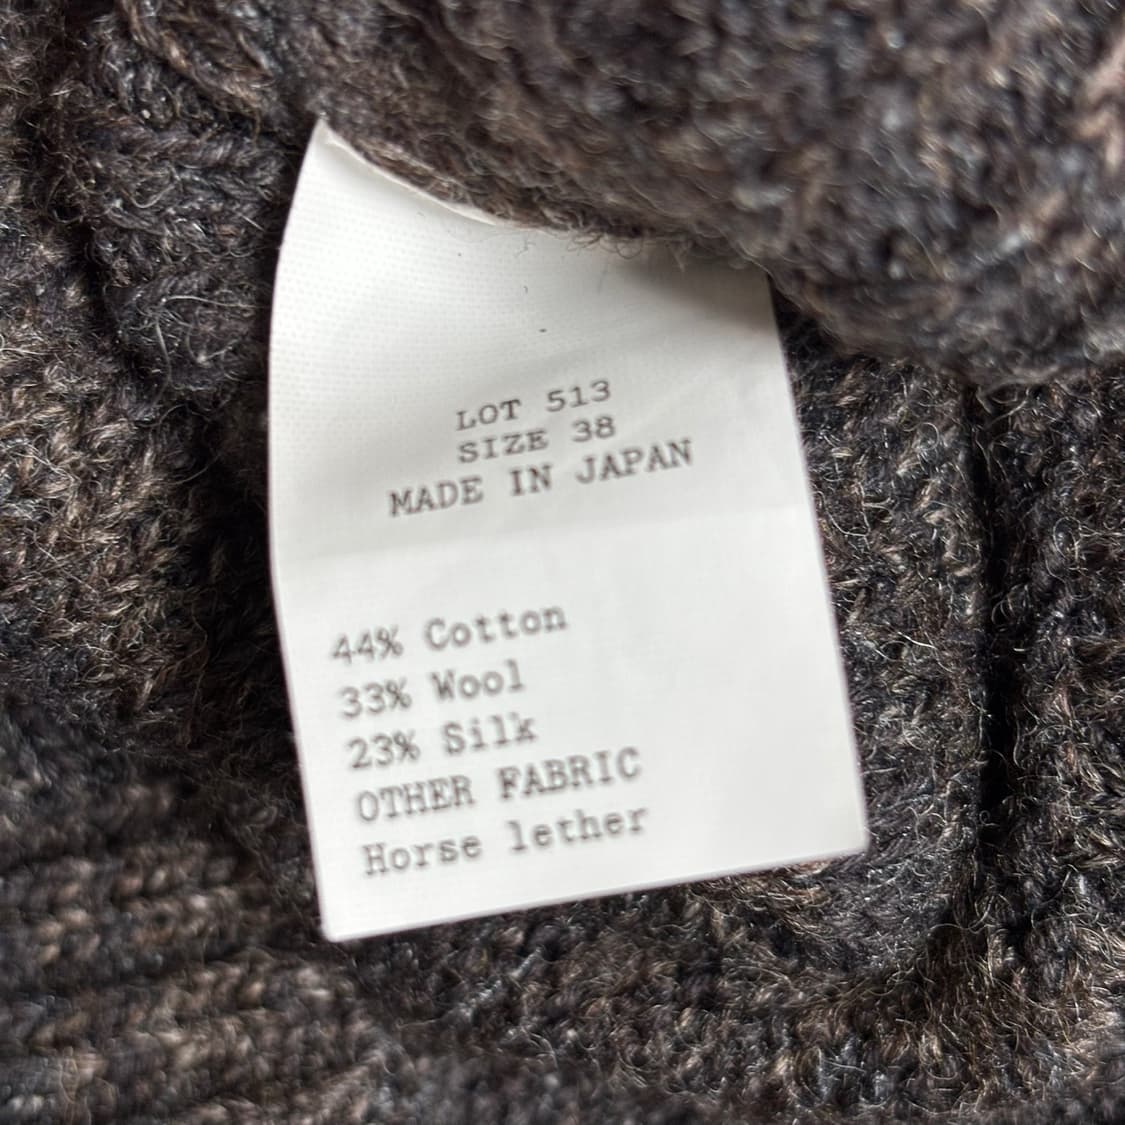 LOT 513
SIZE 38
MADE IN JAPAN
44% Cotton
33% Wool
23% Silk
OTHER FABRIC
Horse lether